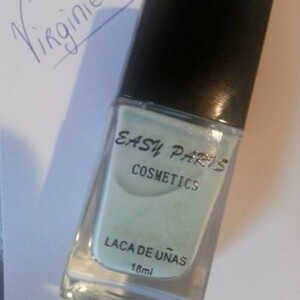 Virginie
EASY PARIS
COSMETICS
LACA DE UÑAS
18ml